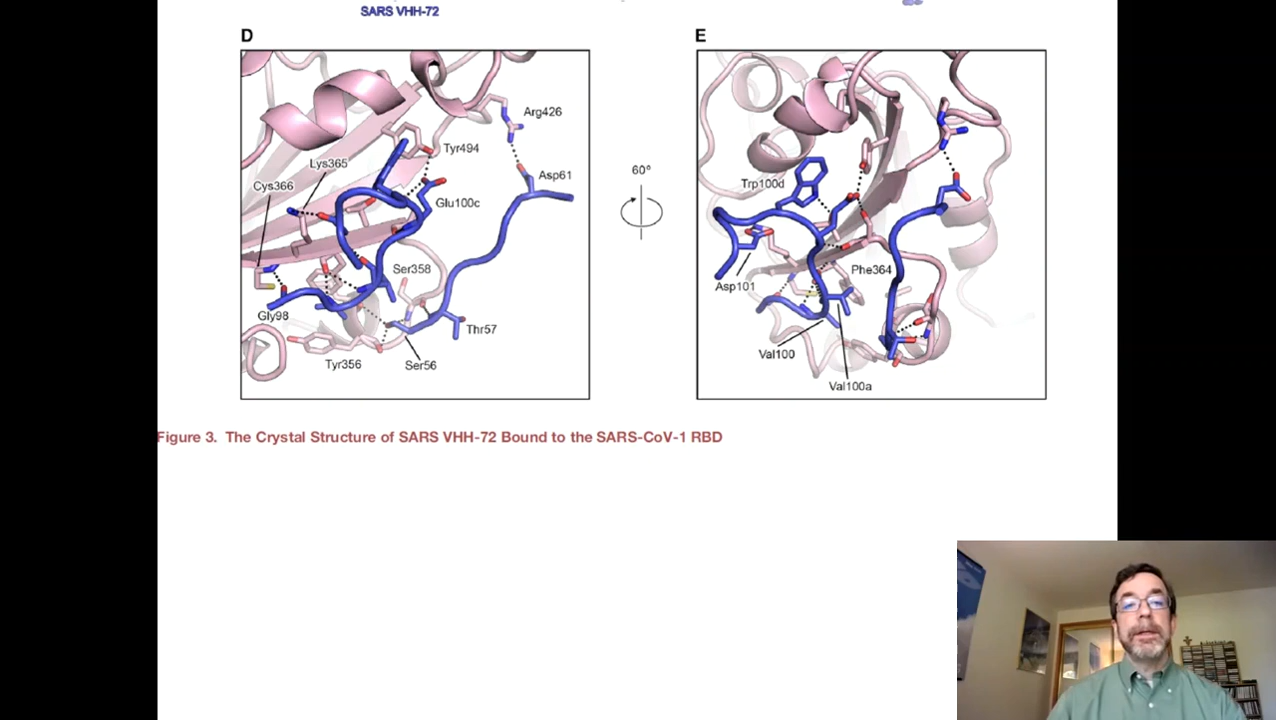 SARS VHH-72
D
E
Arg426
Tyr494
Lys365
Cys366
Asp61
Glu100c
Ser358
Gly98
Thr57
Tyr356
Ser56
60°
Trp100d
Phe364
Asp101
Val100
Val100a
Figure 3. The Crystal Structure of SARS VHH-72 Bound to the SARS-CoV-1 RBD